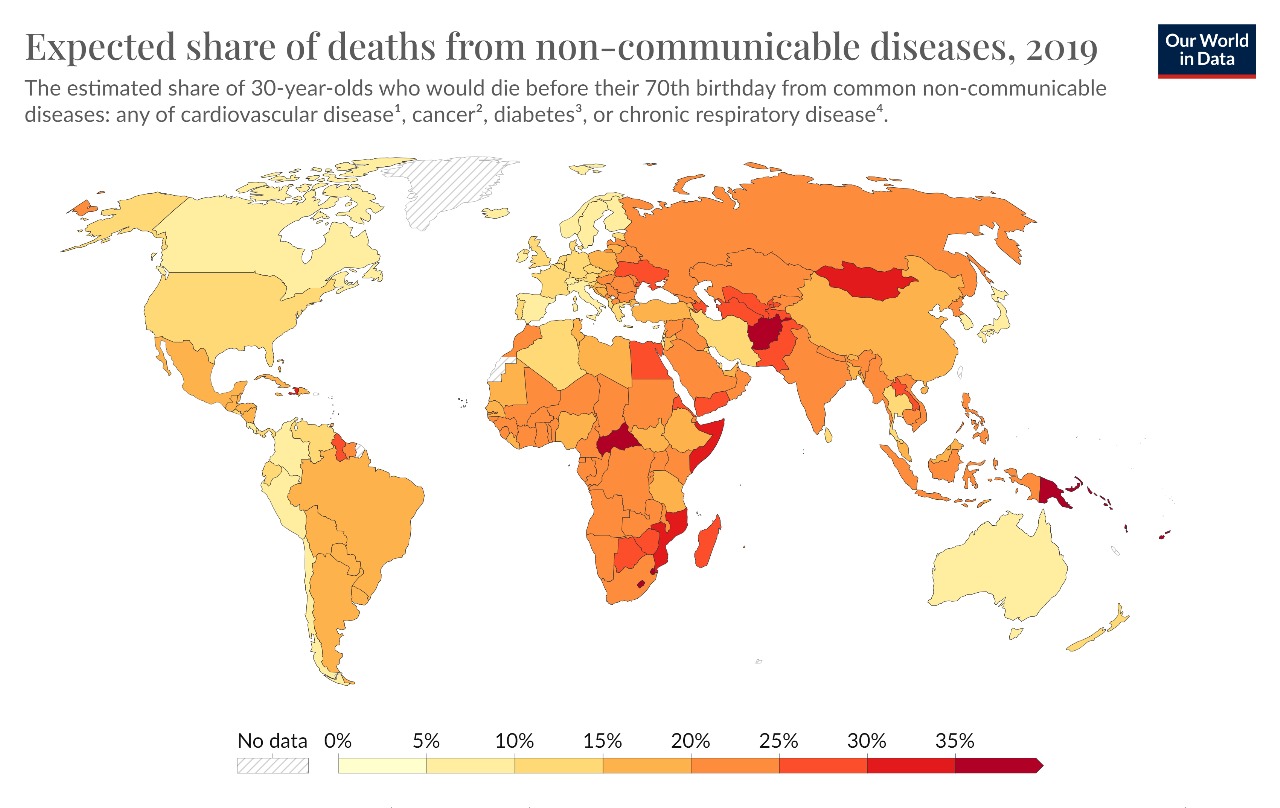 Expected share of deaths from non-communicable diseases, 2019
Our World
in Data
The estimated share of 30-year-olds who would die before their 70th birthday from common non-communicable
diseases: any of cardiovascular disease¹, cancer², diabetes³, or chronic respiratory disease⁴.
No data 0% 5% 10% 15% 20% 25% 30% 35%